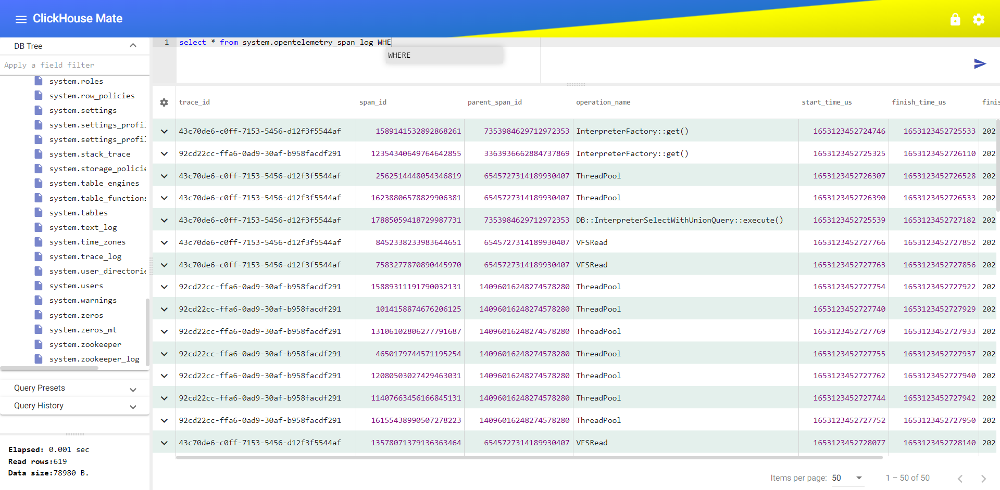 ClickHouse Mate
DB Tree
Apply a field filter
system.roles
system.row_policies
system.settings
system.settings_profil
system.settings_profil
system.stack_trace
system.storage_policie
system.table_engines
system.table_functions
system.tables
system.text_log
system.time_zones
system.trace_log
system.user_directorie
system.users
system.warnings
system.zeros
system.zeros_mt
system.zookeeper
system.zookeeper_log
Query Presets
Query History
Elapsed: 0.001 sec
Read rows:619
Data size:78980 B.
1 select * from system.opentelemetry_span_log WHE
WHERE
trace_id span_id parent_span_id operation_name start_time_us finish_time_us finis
43c70de6-c0ff-7153-5456-d12f3f5544af 1589141532892868261 7353984629712972353 InterpreterFactory::get() 1653123452724746 1653123452725533 202
92cd22cc-ffa6-0ad9-30af-b958facdf291 12354340649764642855 3363936662884737869 InterpreterFactory::get() 1653123452725325 1653123452726110 202
43c70de6-c0ff-7153-5456-d12f3f5544af 2562514448054346819 6545727314189930407 ThreadPool 1653123452726307 1653123452726528 202
43c70de6-c0ff-7153-5456-d12f3f5544af 16238806578829906381 6545727314189930407 ThreadPool 1653123452726390 1653123452726533 202
43c70de6-c0ff-7153-5456-d12f3f5544af 17885059418729987731 7353984629712972353 DB::InterpreterSelectWithUnionQuery::execute() 1653123452725539 1653123452727182 202
43c70de6-c0ff-7153-5456-d12f3f5544af 8452338233983644651 6545727314189930407 VFSRead 1653123452727766 1653123452727852 202
43c70de6-c0ff-7153-5456-d12f3f5544af 7583277870890445970 6545727314189930407 VFSRead 1653123452727763 1653123452727856 202
92cd22cc-ffa6-0ad9-30af-b958facdf291 15889311191790032131 14096016248274578280 ThreadPool 1653123452727754 1653123452727922 202
92cd22cc-ffa6-0ad9-30af-b958facdf291 1014158874676206125 14096016248274578280 ThreadPool 1653123452727740 1653123452727929 202
92cd22cc-ffa6-0ad9-30af-b958facdf291 13106102806277791687 14096016248274578280 ThreadPool 1653123452727769 1653123452727933 202
92cd22cc-ffa6-0ad9-30af-b958facdf291 4650179744571195254 14096016248274578280 ThreadPool 1653123452727755 1653123452727937 202
92cd22cc-ffa6-0ad9-30af-b958facdf291 12080503027429463031 14096016248274578280 ThreadPool 1653123452727762 1653123452727940 202
92cd22cc-ffa6-0ad9-30af-b958facdf291 11407663456166845131 14096016248274578280 ThreadPool 1653123452727744 1653123452727942 202
92cd22cc-ffa6-0ad9-30af-b958facdf291 16155438990507278223 14096016248274578280 ThreadPool 1653123452727752 1653123452727950 202
43c70de6-c0ff-7153-5456-d12f3f5544af 13578071379136363464 6545727314189930407 VFSRead 1653123452728077 1653123452728140 202
Items per page: 50 1 – 50 of 50